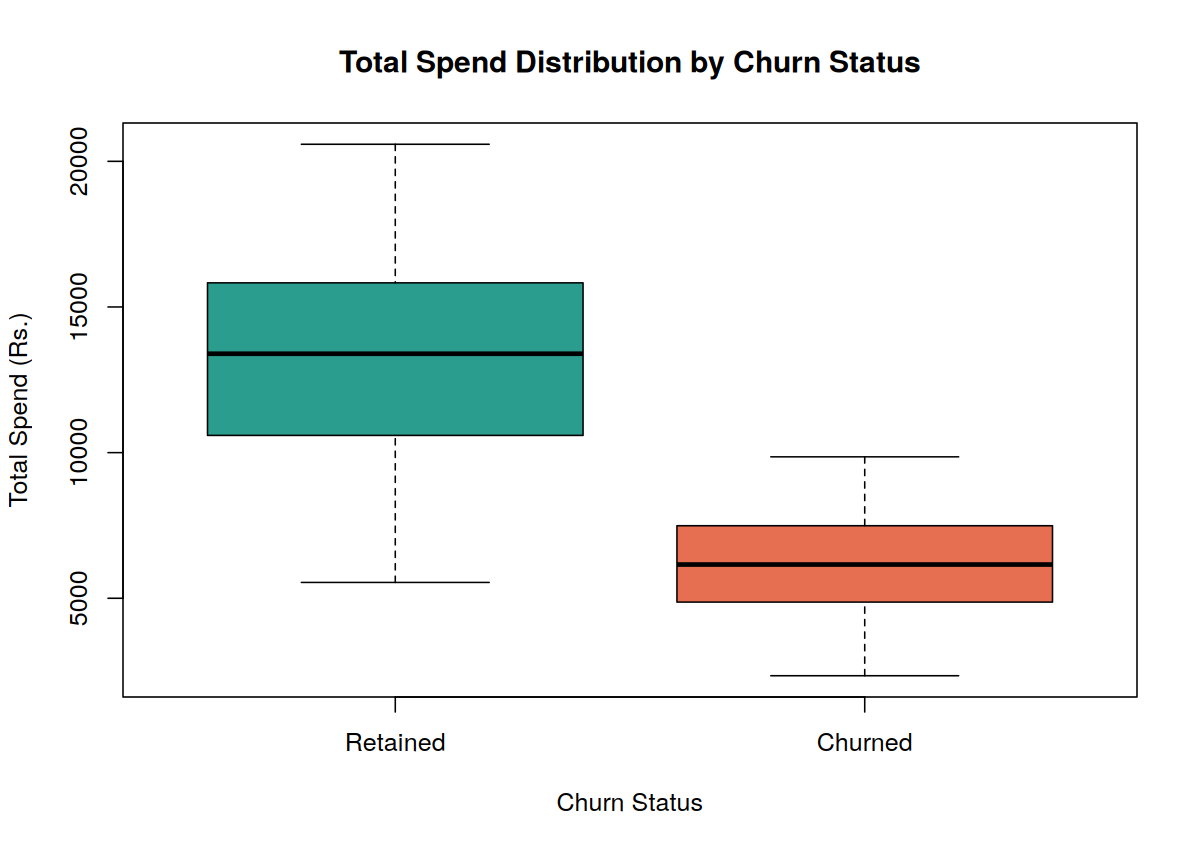 Total Spend Distribution by Churn Status
Total Spend (Rs.)
20000
15000
10000
5000
Retained
Churned
Churn Status